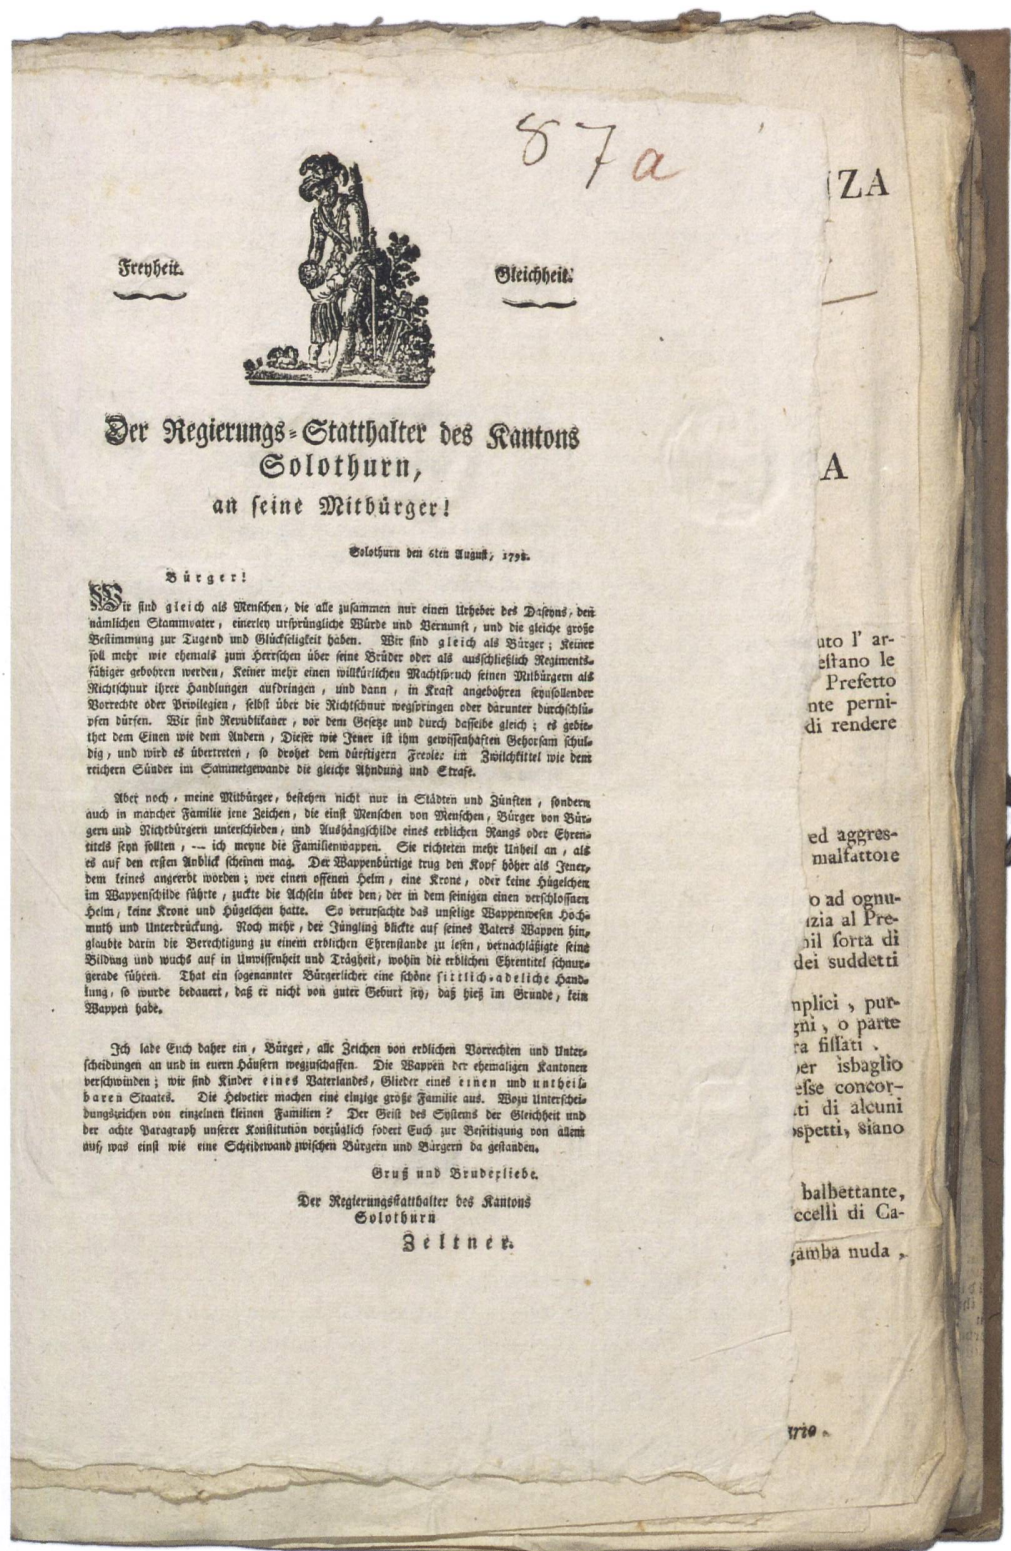 87a
Freyheit.
Gleichheit.
Der Regierungs-Statthalter des Kantons
Solothurn,
an seine Mitbürger!
Solothurn den 6ten August, 1798.
Bürger!
Wir sind gleich als Menschen, die alle zusammen nur einen Urheber des Daseyns, den
nämlichen Stammvater, einerley ursprüngliche Würde und Vernunft, und die gleiche große
Bestimmung zur Tugend und Glückseligkeit haben. Wir sind gleich als Bürger; Keiner
soll mehr wie ehemals zum Herrschen über seine Brüder oder als ausschließlich Regiments-
fähiger gebohren werden, Keiner mehr einen willkürlichen Machtspruch seinen Mitbürgern als
Richtschnur ihrer Handlungen aufdringen, und dann, in Kraft angebohren seynsollender
Vorrechte oder Privilegien, selbst über die Richtschnur wegspringen oder darunter durchschlü-
pfen dürfen. Wir sind Republikaner, vor dem Gesetze und durch dasselbe gleich; es gebie-
thet dem Einen wie dem Andern, Dieser wie Jener ist ihm gewissenhaften Gehorsam schul-
dig, und wird es übertreten, so drohet dem dürftigern Frevler im Zwilchkittel wie dem
reichern Sünder im Sammetgewande die gleiche Ahndung und Strafe.
Aber noch, meine Mitbürger, bestehen nicht nur in Städten und Zünften, sondern
auch in mancher Familie jene Zeichen, die einst Menschen von Menschen, Bürger von Bür-
gern und Nichtbürgern unterschieden, und Aushängschilde eines erblichen Rangs oder Ehren-
titels seyn sollten, — ich meyne die Familienwappen. Sie richteten mehr Unheil an, als
es auf den ersten Anblick scheinen mag. Der Wappenbürtige trug den Kopf höher als Jener,
dem keines angeerbt worden; wer einen offenen Helm, eine Krone, oder keine Hügelchen
im Wappenschilde führte, zuckte die Achseln über den, der in dem seinigen einen verschlossen
Helm, keine Krone und Hügelchen hatte. So verursachte das unselige Wappenwesen Hoch-
muth und Unterdrückung. Noch mehr, der Jüngling blickte auf seines Vaters Wappen hin,
glaubte darin die Berechtigung zu einem erblichen Ehrenstande zu lesen, vernachläßigte seine
Bildung und wuchs auf in Unwissenheit und Trägheit, wohin die erblichen Ehrentitel schnur-
gerade führen. That ein sogenannter Bürgerlicher eine schöne sittlich-adeliche Hand-
lung, so wurde bedauert, daß er nicht von guter Geburt sey, daß hieß im Grunde, kein
Wappen habe.
Ich lade Euch daher ein, Bürger, alle Zeichen von erblichen Vorrechten und Unter-
scheidungen an und in euern Häusern wegzuschaffen. Die Wappen der ehemaligen Kantonen
verschwinden; wir sind Kinder eines Vaterlandes, Glieder eines einen und untheil-
baren Staates. Die Helvetier machen eine einzige große Familie aus. Wozu Unterschei-
dungszeichen von einzelnen kleinen Familien? Der Geist des Systems der Gleichheit und
der achte Paragraph unserer Konstitution vorzüglich fodert Euch zur Beseitigung von allem
auf, was einst wie eine Scheidewand zwischen Bürgern und Bürgern da gestanden.
Gruß und Bruderliebe.
Der Regierungsstatthalter des Kantons
Solothurn
Zeltner.
ZA
A
uto l' ar-
estano le
Prefetto
nte perni-
di rendere
ed aggres-
malfattore
o ad ognu-
izia al Pre-
sorta di
dei suddetti
mplici, pur-
gni, o parte
ra fissati.
per isbaglio
esse concor-
ti di alcuni
ospetti, siano
balbettante,
ccelli di Ca-
gamba nuda,
ario.